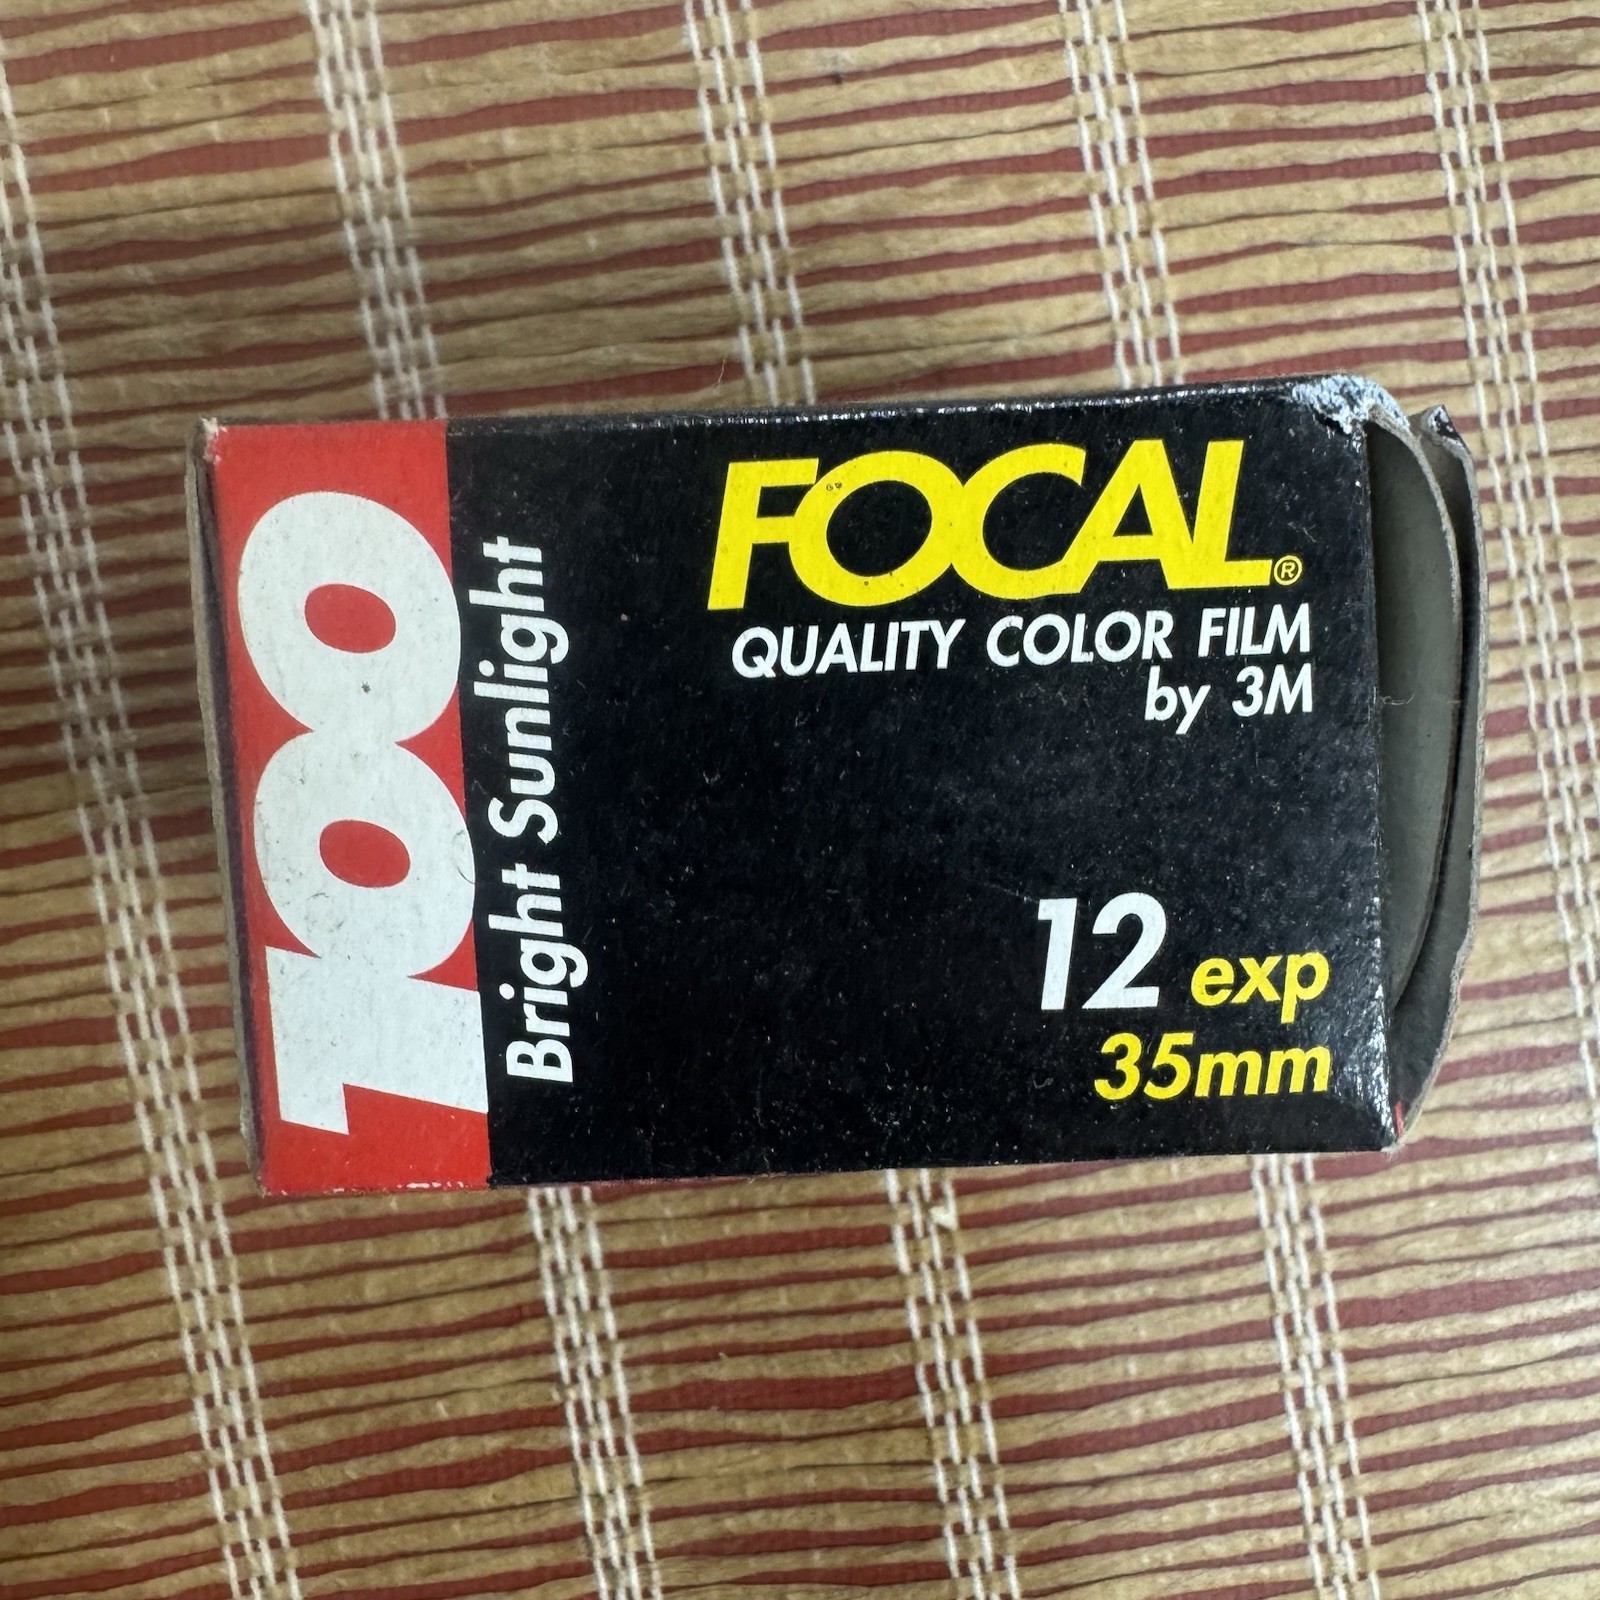 100
Bright Sunlight
FOCAL®
QUALITY COLOR FILM
by 3M
12 exp
35mm